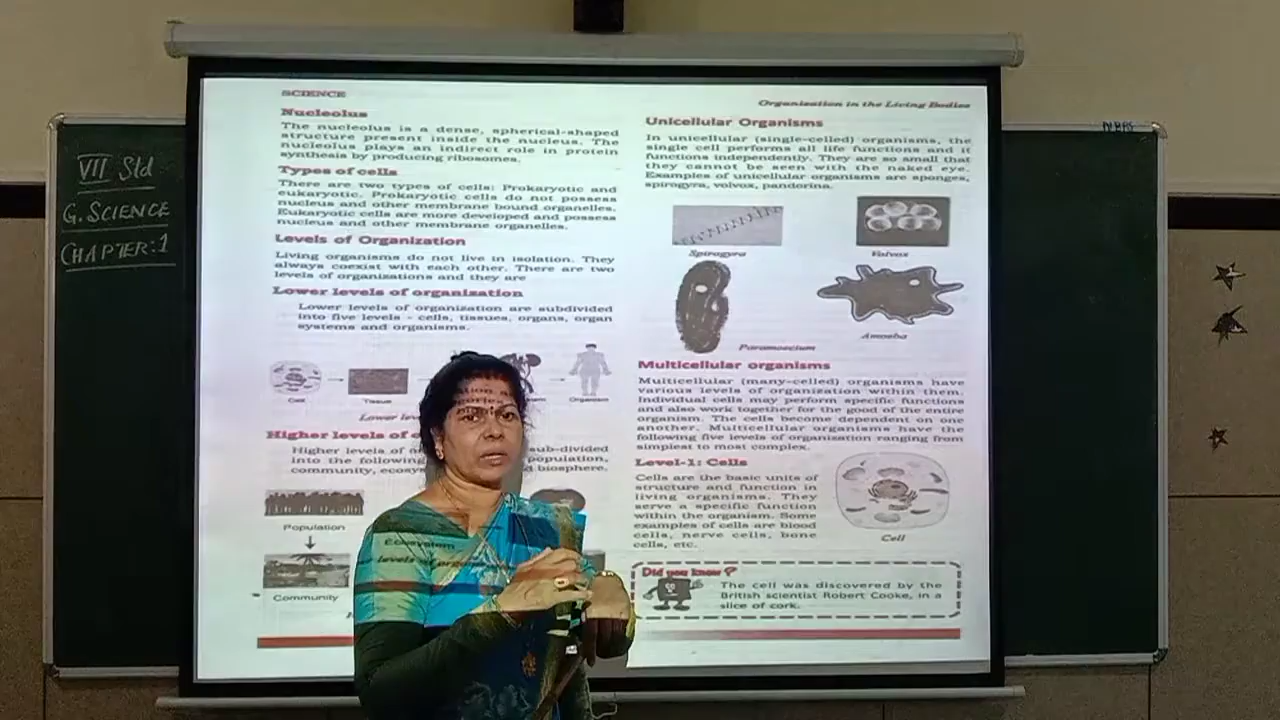 VII Std
G. SCIENCE
CHAPTER:1
NBPS
SCIENCE
Nucleolus
The nucleolus is a dense, spherical-shaped
structure present inside the nucleus. The
nucleolus plays an indirect role in protein
synthesis by producing ribosomes.
Types of cells
There are two types of cells: Prokaryotic and
eukaryotic. Prokaryotic cells do not possess
nucleus and other membrane bound organelles.
Eukaryotic cells are more developed and possess
nucleus and other membrane organelles.
Levels of Organization
Living organisms do not live in isolation. They
always coexist with each other. There are two
levels of organizations and they are
Lower levels of organization
Lower levels of organization are subdivided
into five levels - cells, tissues, organs, organ
systems and organisms.
Cell
Tissue
Organism
Lower
Higher levels of
Higher levels of sub-divided
into the following population,
community, biosphere.
Population
Community
Ecosystem
levels of
Organization in the Living Bodies
Unicellular Organisms
In unicellular (single-celled) organisms, the
single cell performs all life functions and it
functions independently. They are so small that
they cannot be seen with the naked eye.
Examples of unicellular organisms are sponges,
spirogyra, volvox, pandorina.
Spirogyra
Volvox
Paramoecium
Amoeba
Multicellular organisms
Multicellular (many-celled) organisms have
various levels of organization within them.
Individual cells may perform specific functions
and also work together for the good of the entire
organism. The cells become dependent on one
another. Multicellular organisms have the
following five levels of organization ranging from
simplest to most complex.
Level-1: Cells
Cells are the basic units of
structure and function in
living organisms. They
serve a specific function
within the organism. Some
examples of cells are blood
cells, nerve cells, bone
cells, etc.
Cell
Did you know ?
The cell was discovered by the
British scientist Robert Cooke, in a
slice of cork.